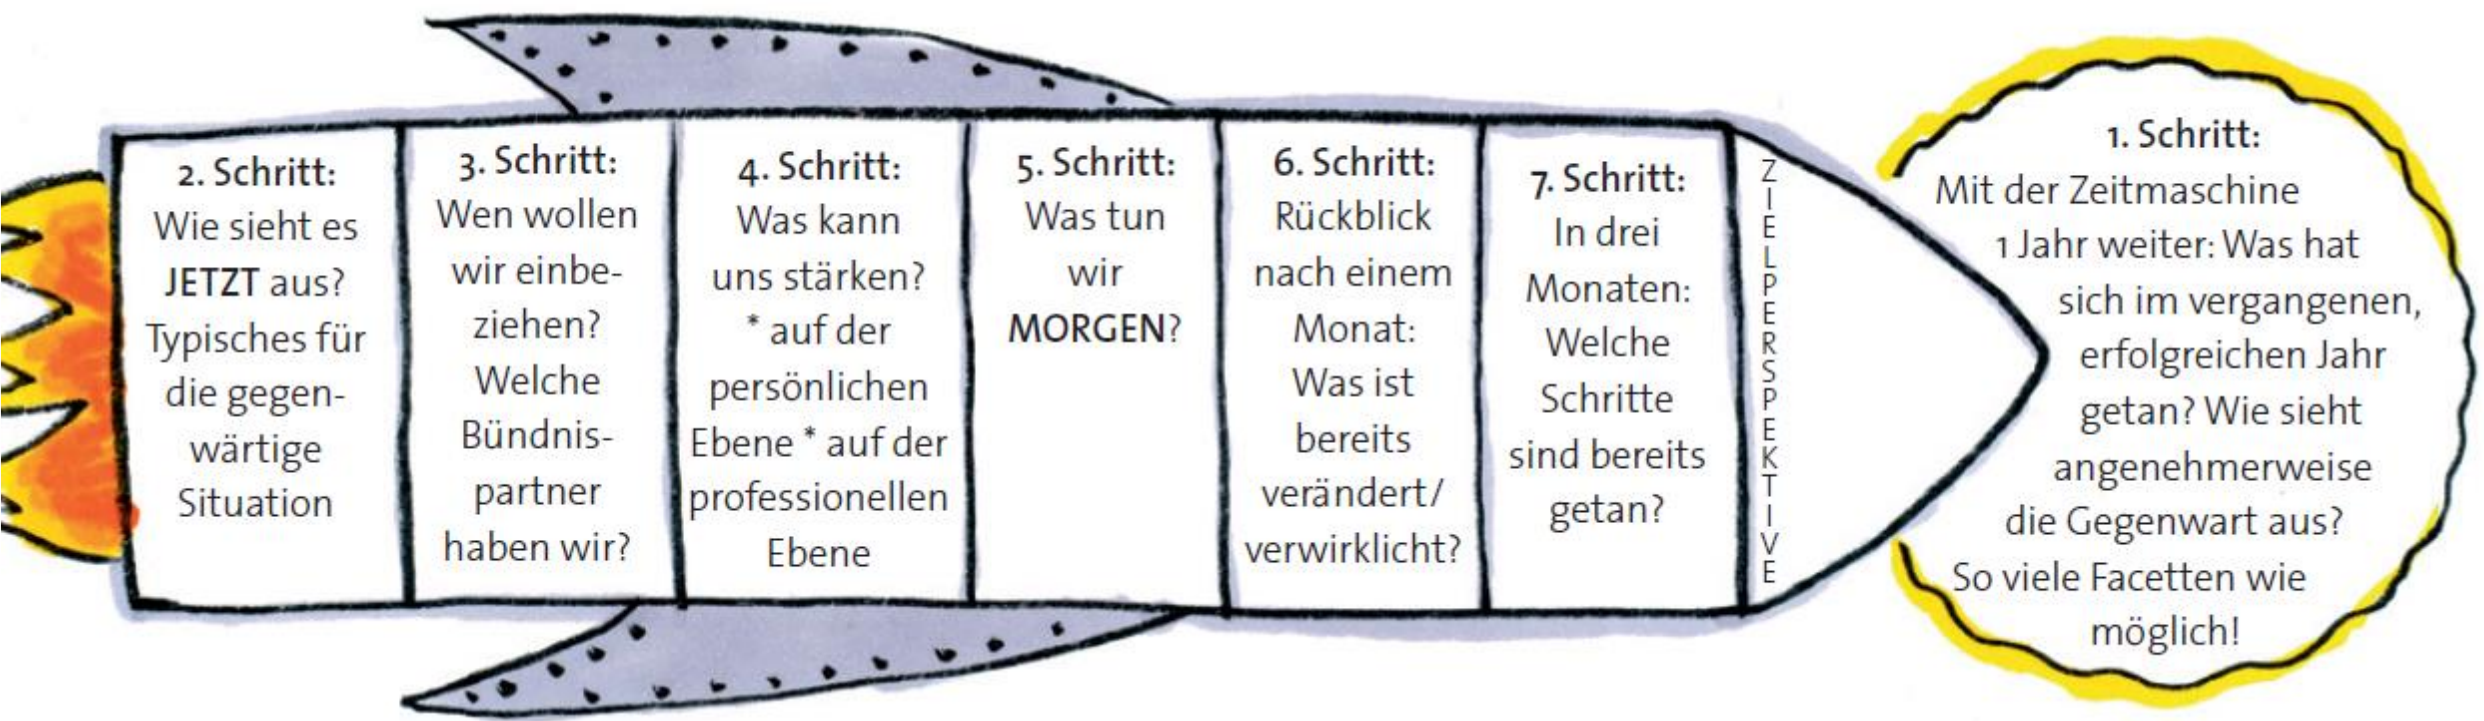 2. Schritt:
Wie sieht es
JETZT aus?
Typisches für
die gegen-
wärtige
Situation
3. Schritt:
Wen wollen
wir einbe-
ziehen?
Welche
Bündnis-
partner
haben wir?
4. Schritt:
Was kann
uns stärken?
* auf der
persönlichen
Ebene * auf der
professionellen
Ebene
5. Schritt:
Was tun
wir
MORGEN?
6. Schritt:
Rückblick
nach einem
Monat:
Was ist
bereits
verändert/
verwirklicht?
7. Schritt:
In drei
Monaten:
Welche
Schritte
sind bereits
getan?
ZIELPERSPEKTIVE
1. Schritt:
Mit der Zeitmaschine
1 Jahr weiter: Was hat
sich im vergangenen,
erfolgreichen Jahr
getan? Wie sieht
angenehmerweise
die Gegenwart aus?
So viele Facetten wie
möglich!